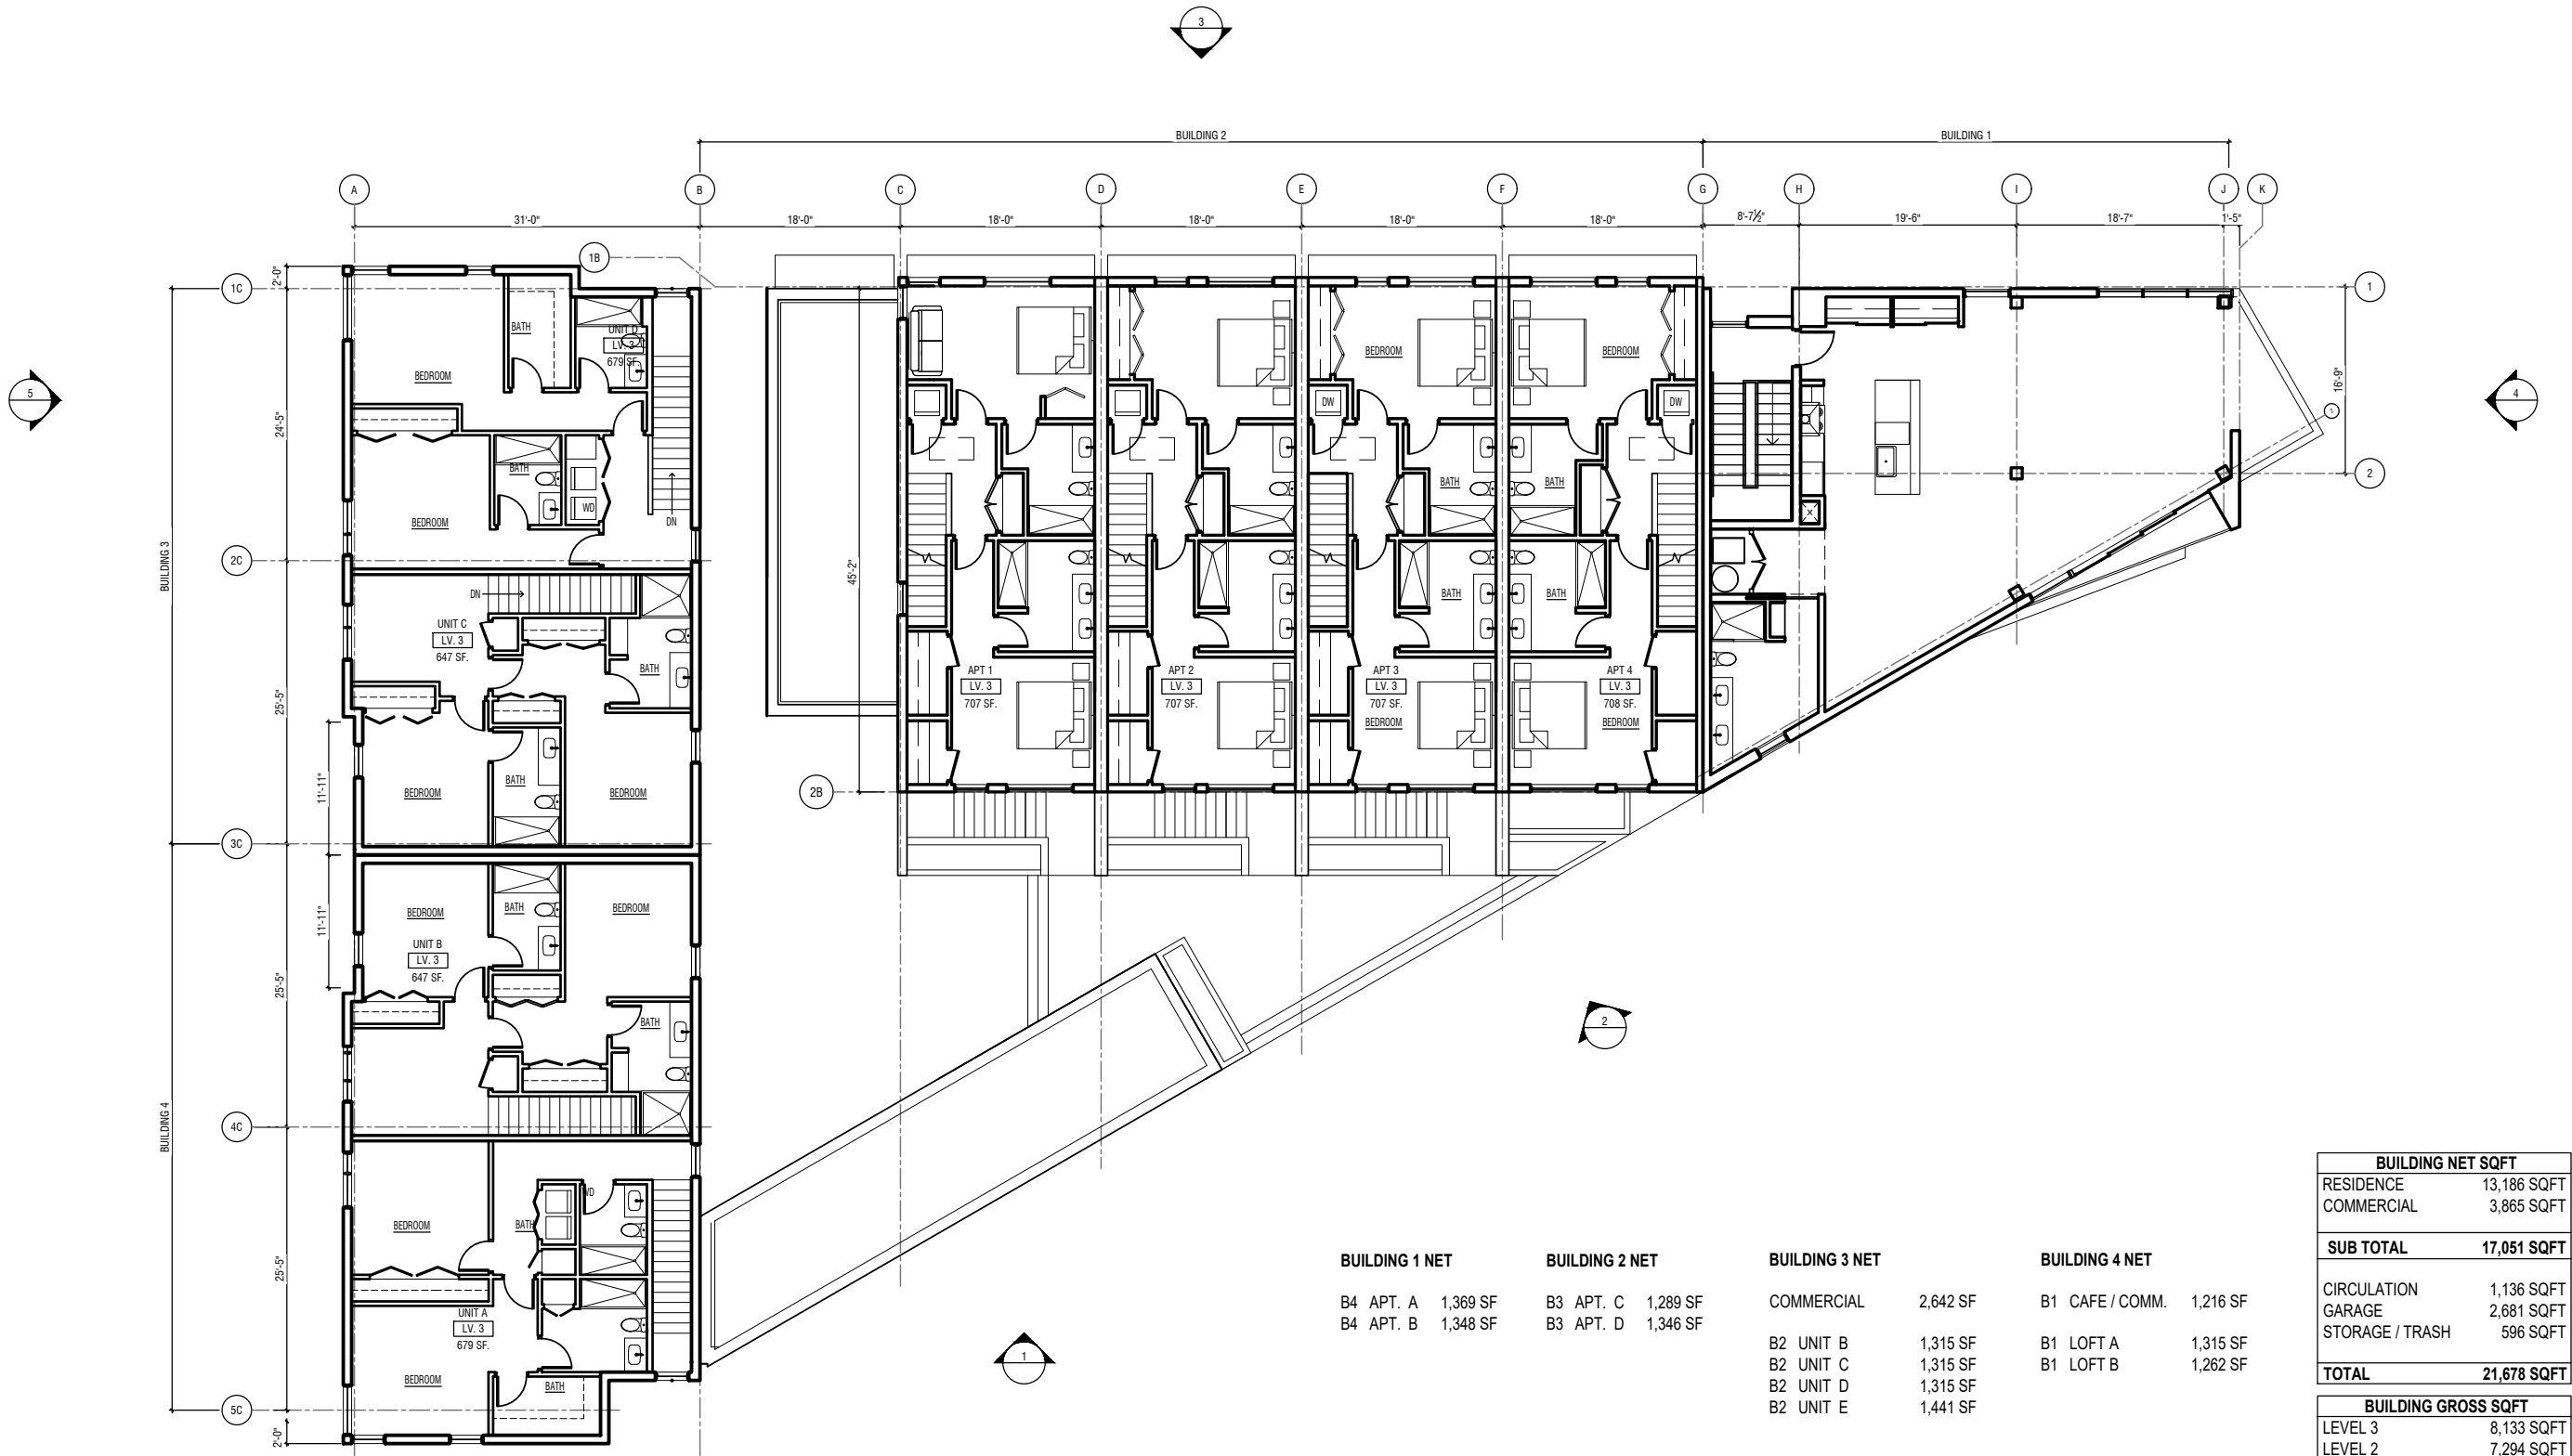 3
BUILDING 2 BUILDING 1
A B C D E F G H I J K
31'-0" 18'-0" 18'-0" 18'-0" 18'-0" 18'-0" 8'-7½" 19'-6" 18'-7" 1'-5"
1B
2'-0"
1C
1
BATH
UNIT D
LV. 3
679 SF.
BEDROOM
BEDROOM
BEDROOM
16'-9"
5
4
24'-5"
DW
DW
2
BATH
WD
BEDROOM
DN
BATH
BATH
2
BUILDING 3
2C
45'-2"
DN
BATH
BATH
UNIT C
LV. 3
647 SF.
BATH
APT 1
LV. 3
707 SF.
APT 2
LV. 3
707 SF.
APT 3
LV. 3
707 SF.
BEDROOM
APT 4
LV. 3
708 SF.
BEDROOM
25'-5"
11'-11"
BATH
BEDROOM
BEDROOM
2B
3C
11'-11"
BEDROOM
BATH
BEDROOM
UNIT B
LV. 3
647 SF.
25'-5"
BATH
2
BUILDING 4
4C
WD
BEDROOM
BATH
25'-5"
UNIT A
LV. 3
679 SF.
BEDROOM
BATH
1
5C
2'-0"
BUILDING 1 NET
B4 APT. A 1,369 SF
B4 APT. B 1,348 SF
BUILDING 2 NET
B3 APT. C 1,289 SF
B3 APT. D 1,346 SF
BUILDING 3 NET
COMMERCIAL 2,642 SF
B2 UNIT B 1,315 SF
B2 UNIT C 1,315 SF
B2 UNIT D 1,315 SF
B2 UNIT E 1,441 SF
BUILDING 4 NET
B1 CAFE / COMM. 1,216 SF
B1 LOFT A 1,315 SF
B1 LOFT B 1,262 SF
BUILDING NET SQFT
RESIDENCE 13,186 SQFT
COMMERCIAL 3,865 SQFT
SUB TOTAL 17,051 SQFT
CIRCULATION 1,136 SQFT
GARAGE 2,681 SQFT
STORAGE / TRASH 596 SQFT
TOTAL 21,678 SQFT
BUILDING GROSS SQFT
LEVEL 3 8,133 SQFT
LEVEL 2 7,294 SQFT